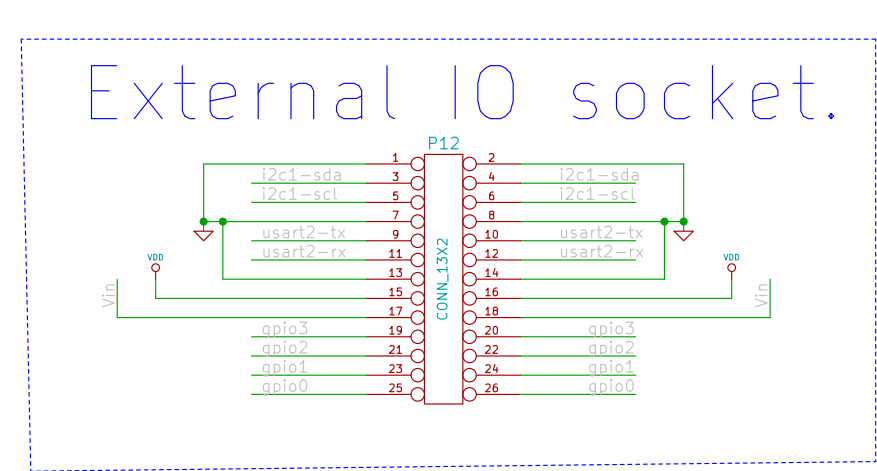 External IO socket.
P12
1 2
i2c1-sda 3 4 i2c1-sda
i2c1-scl 5 6 i2c1-scl
7 8
usart2-tx 9 10 usart2-tx
usart2-rx 11 12 usart2-rx
VDD 13 14 VDD
Vin 15 16 Vin
17 18
gpio3 19 20 gpio3
gpio2 21 22 gpio2
gpio1 23 24 gpio1
gpio0 25 26 gpio0
CONN_13X2